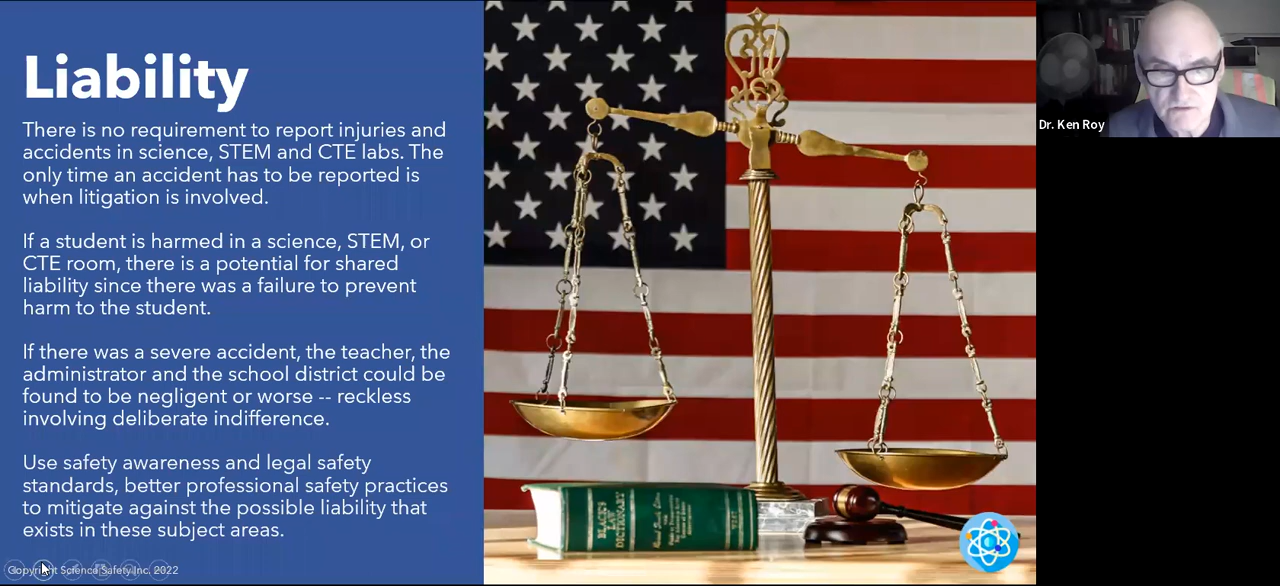 Liability
There is no requirement to report injuries and
accidents in science, STEM and CTE labs. The
only time an accident has to be reported is
when litigation is involved.
If a student is harmed in a science, STEM, or
CTE room, there is a potential for shared
liability since there was a failure to prevent
harm to the student.
If there was a severe accident, the teacher, the
administrator and the school district could be
found to be negligent or worse -- reckless
involving deliberate indifference.
Use safety awareness and legal safety
standards, better professional safety practices
to mitigate against the possible liability that
exists in these subject areas.
Copyright Science Safety Inc. 2022
BLACK'S
LAW
DICTIONARY
Dr. Ken Roy